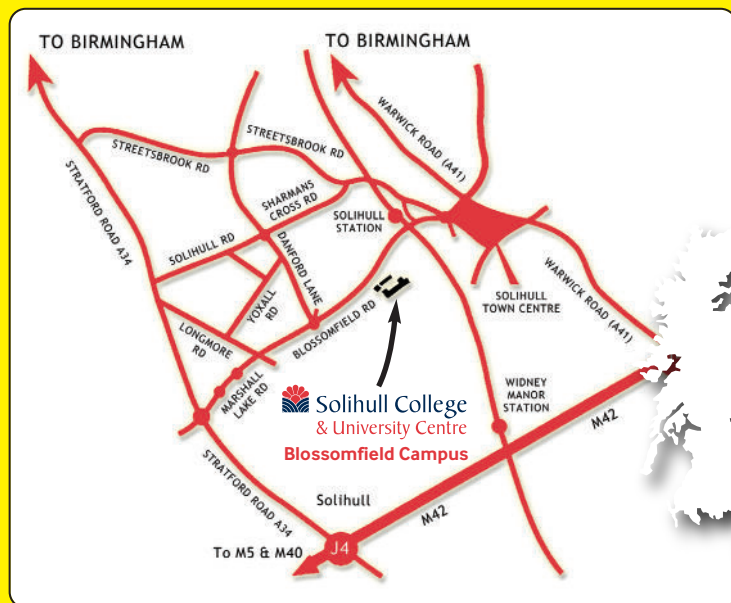 TO BIRMINGHAM
TO BIRMINGHAM
WARWICK ROAD (A41)
STREETSBROOK RD
STREETSBROOK RD
STRATFORD ROAD A34
SHARMANS
CROSS RD
SOLIHULL
STATION
SOLIHULL RD
DANFORD LANE
YOXALL
RD
LONGMORE
RD
BLOSSOMFIELD RD
SOLIHULL
TOWN CENTRE
WARWICK ROAD (A41)
MARSHALL
LAKE RD
WIDNEY
MANOR
STATION
Solihull College
& University Centre
Blossomfield Campus
M42
STRATFORD ROAD A34
Solihull
M42
J4
To M5 & M40